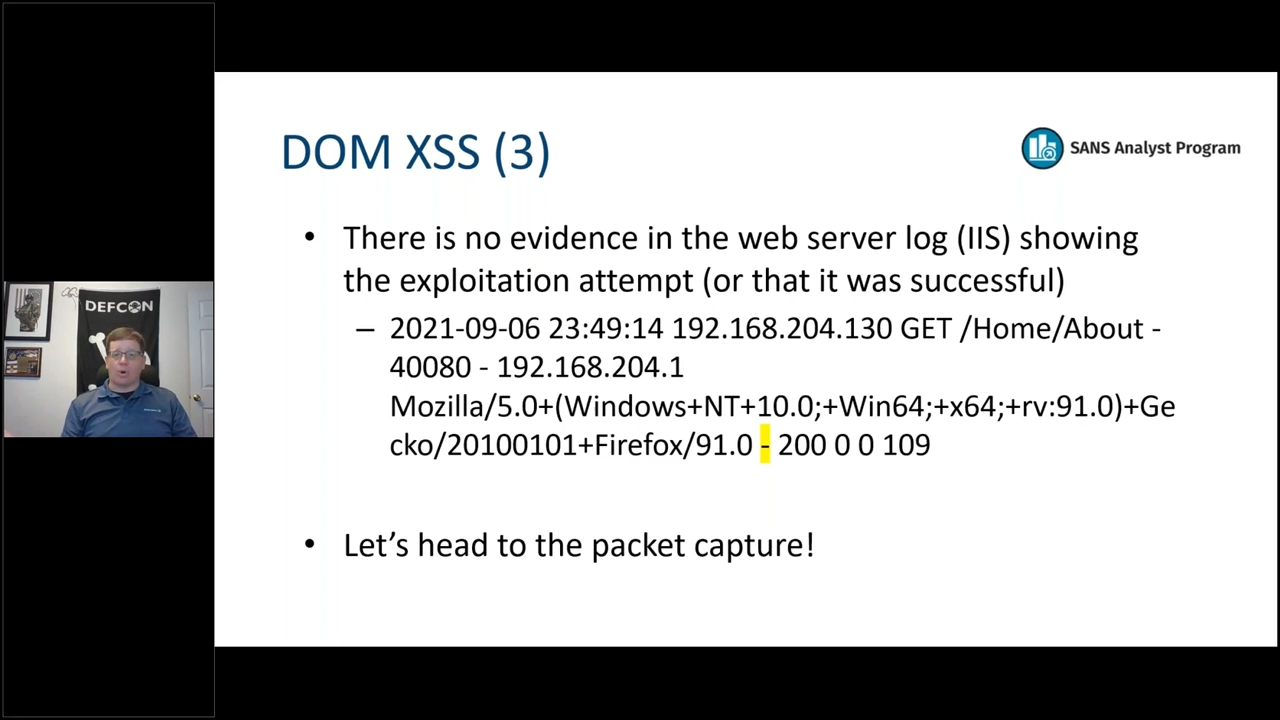 DOM XSS (3)
SANS Analyst Program
• There is no evidence in the web server log (IIS) showing
the exploitation attempt (or that it was successful)
– 2021-09-06 23:49:14 192.168.204.130 GET /Home/About -
40080 - 192.168.204.1
Mozilla/5.0+(Windows+NT+10.0;+Win64;+x64;+rv:91.0)+Ge
cko/20100101+Firefox/91.0 - 200 0 0 109
• Let’s head to the packet capture!
DEFCON